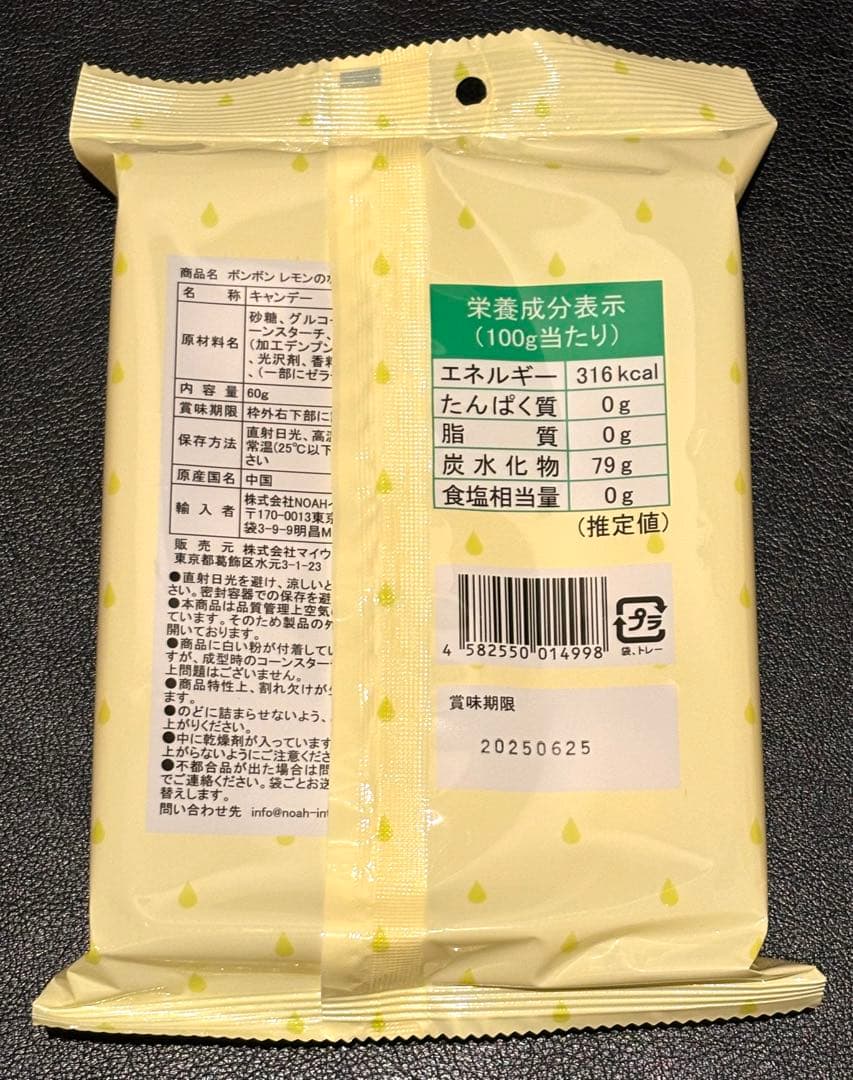 商品名 ボンボン レモンの
名称 キャンデー
原材料名 砂糖、グルコー
ーンスターチ、
(加工デンプン
、光沢剤、香料
、(一部にゼラ
内容量 60g
賞味期限 枠外右下部に
保存方法 直射日光、高温
常温(25℃以下
さい
原産国名 中国
輸入者 株式会社NOAHイ
〒170-0013東京
袋3-9-9明昌M
販売元 株式会社マイウ
東京都葛飾区水元3-1-23
●直射日光を避け、涼しいと
さい。密封容器での保存を避
●本商品は品質管理上空気
ています。そのため製品の外
開いております。
●商品に白い粉が付着してい
すが、成型時のコーンスター
上問題はございません。
●商品特性上、割れ欠けが
ます。
●のどに詰まらせないよう、
上がりください。
●中に乾燥剤が入っています
上がらないようにご注意くださ
●不都合品が出た場合は問
でご連絡ください。袋ごとお送
替えします。
問い合わせ先 info@noah-int
栄養成分表示
(100g当たり)
エネルギー 316kcal
たんぱく質 0g
脂質 0g
炭水化物 79g
食塩相当量 0g
(推定値)
4 582550 014998
プラ
袋、トレー
賞味期限
20250625